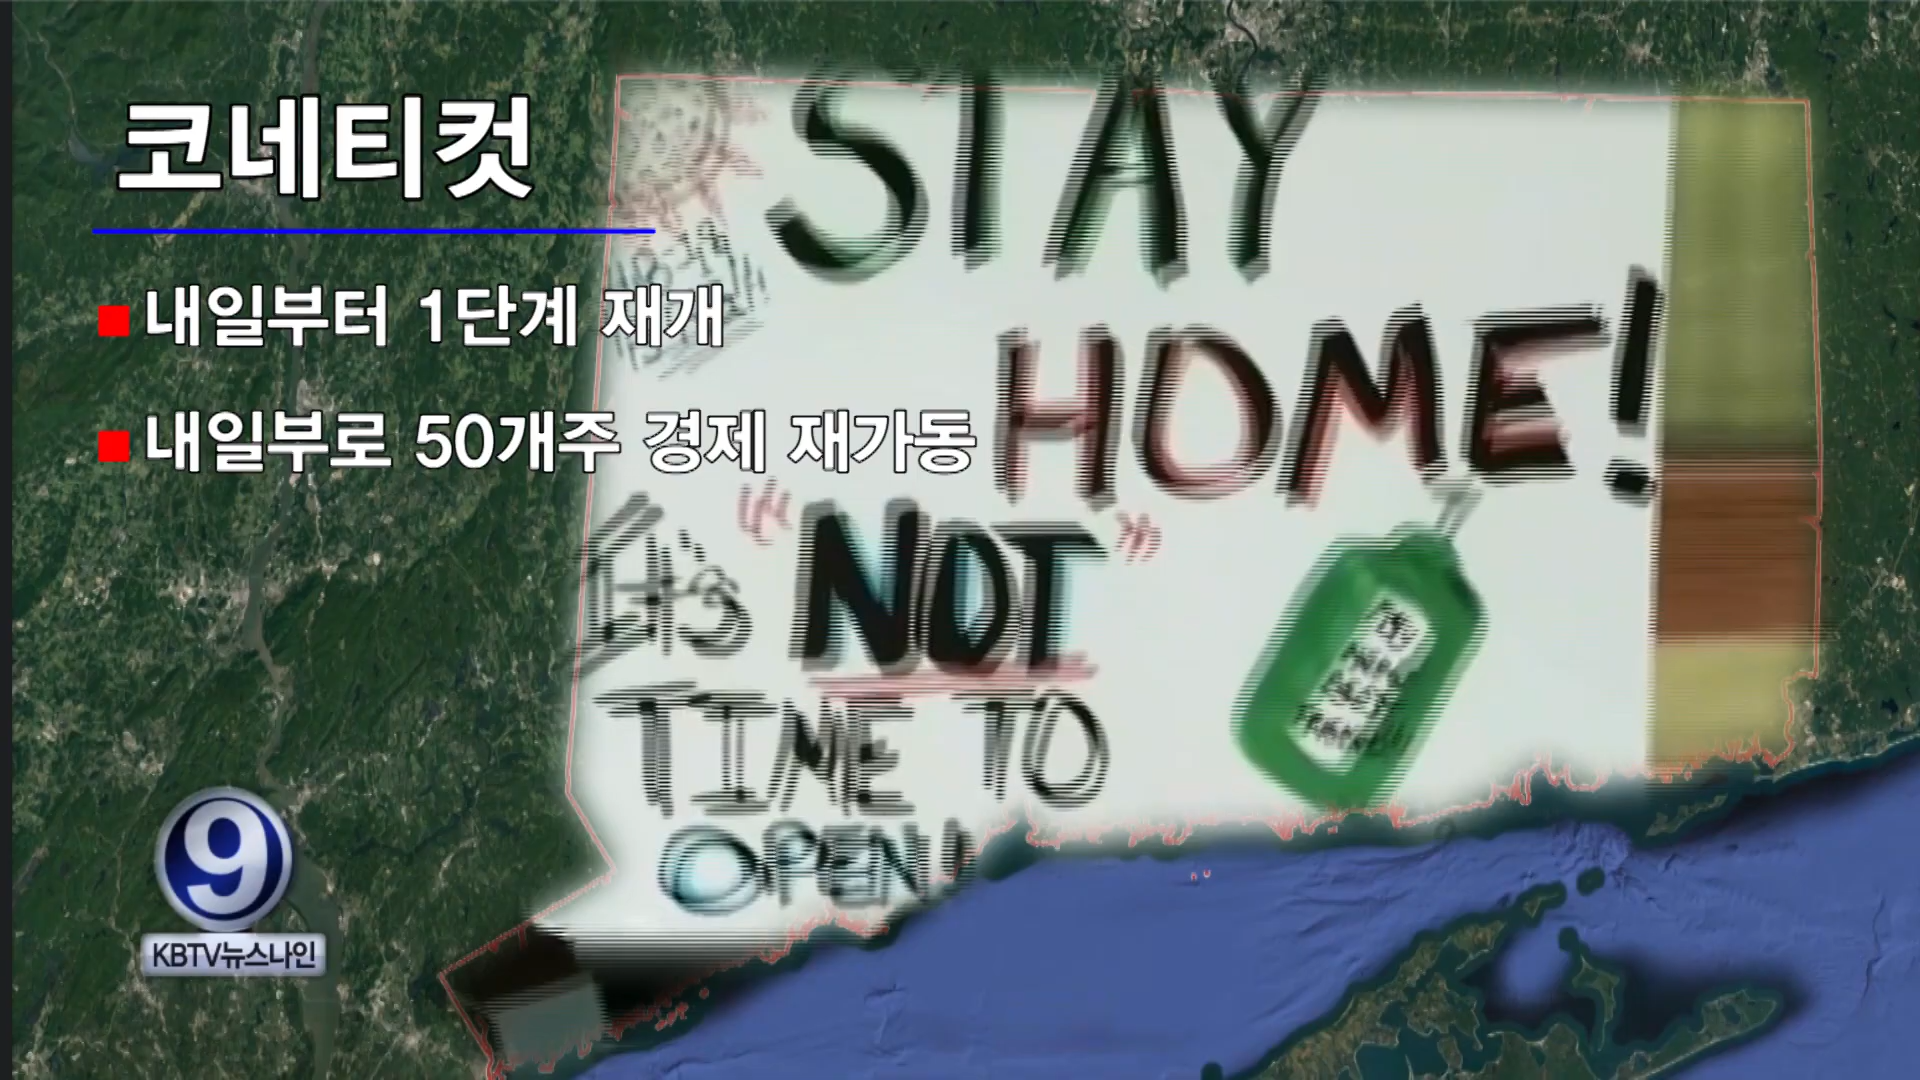 코네티컷
내일부터 1단계 재개
내일부로 50개주 경제 재가동
STAY
HOME!
It's "NOT"
TIME TO
OPEN!
9
KBTV뉴스나인